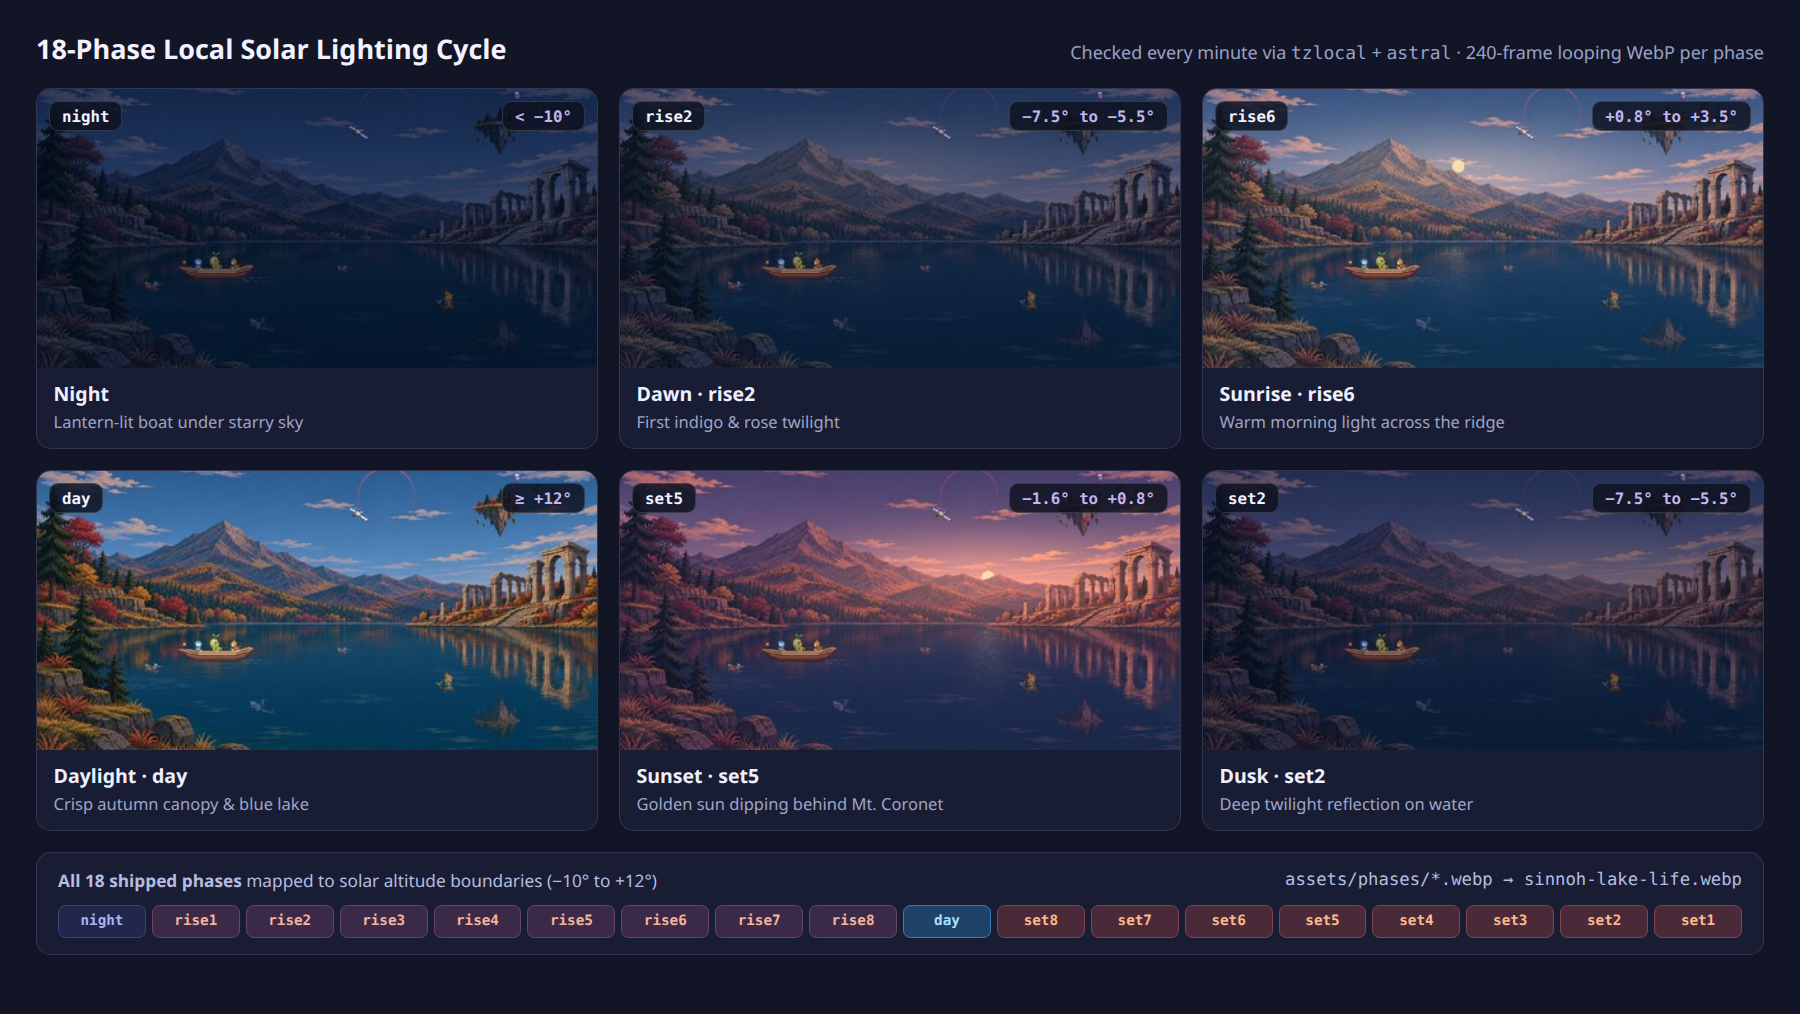 18-Phase Local Solar Lighting Cycle
Checked every minute via tzlocal + astral · 240-frame looping WebP per phase
night
< −10°
rise2
−7.5° to −5.5°
rise6
+0.8° to +3.5°
Night
Lantern-lit boat under starry sky
Dawn · rise2
First indigo & rose twilight
Sunrise · rise6
Warm morning light across the ridge
day
≥ +12°
set5
−1.6° to +0.8°
set2
−7.5° to −5.5°
Daylight · day
Crisp autumn canopy & blue lake
Sunset · set5
Golden sun dipping behind Mt. Coronet
Dusk · set2
Deep twilight reflection on water
All 18 shipped phases mapped to solar altitude boundaries (−10° to +12°)
assets/phases/*.webp → sinnoh-lake-life.webp
night rise1 rise2 rise3 rise4 rise5 rise6 rise7 rise8 day set8 set7 set6 set5 set4 set3 set2 set1